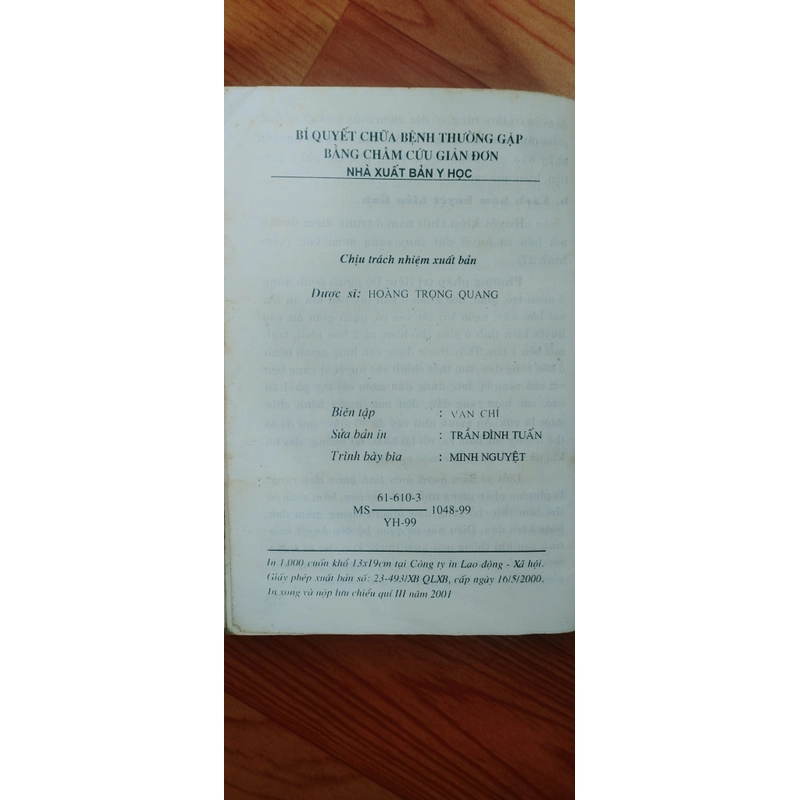 BÍ QUYẾT CHỮA BỆNH THƯỜNG GẶP
BẰNG CHÂM CỨU GIẢN ĐƠN
NHÀ XUẤT BẢN Y HỌC
Chịu trách nhiệm xuất bản
Dược sĩ: HOÀNG TRỌNG QUANG
Biên tập : VAN CHÍ
Sửa bản in : TRẦN ĐÌNH TUẤN
Trình bày bìa : MINH NGUYỆT
61-610-3
MS 1048-99
YH-99
In 1.000 cuốn khổ 13x19cm tại Công ty in Lao động - Xã hội.
Giấy phép xuất bản số: 23-493/XB QLXB, cấp ngày 16/5/2000.
In xong và nộp lưu chiểu quí III năm 2001